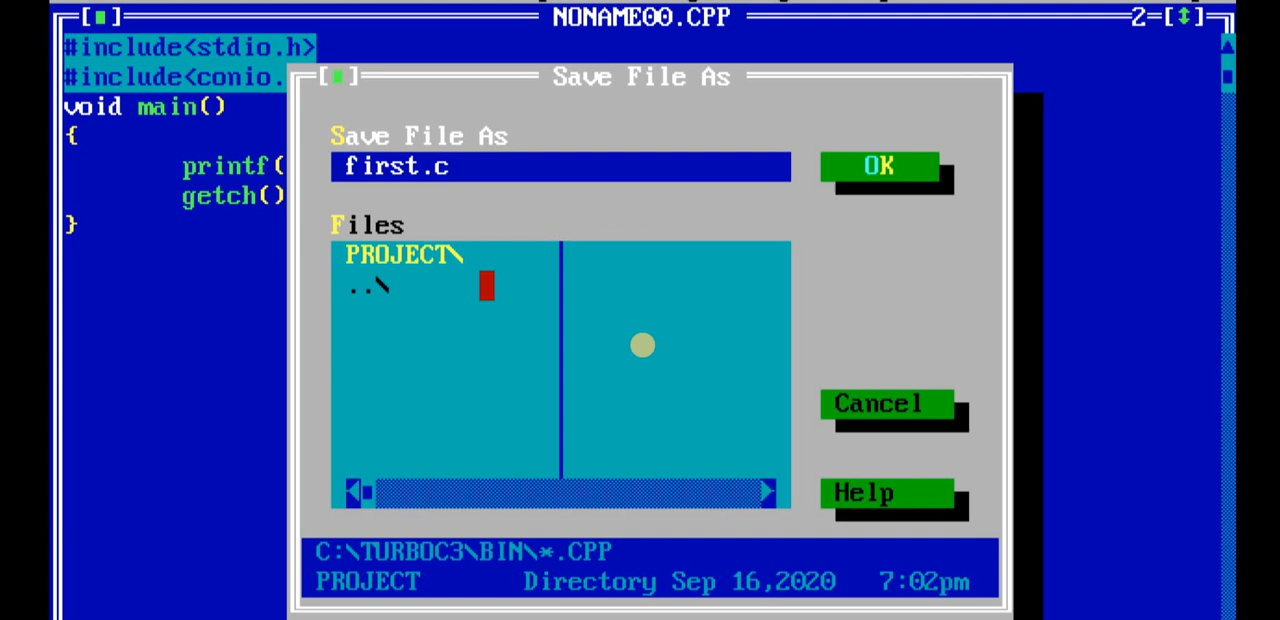 NONAME00.CPP
2
#include<stdio.h>
#include<conio.
void main()
{
printf(
getch()
}
Save File As
Save File As
first.c
OK
Files
PROJECT\
..\
Cancel
Help
C:\TURBOC3\BIN\*.CPP
PROJECT Directory Sep 16,2020 7:02pm